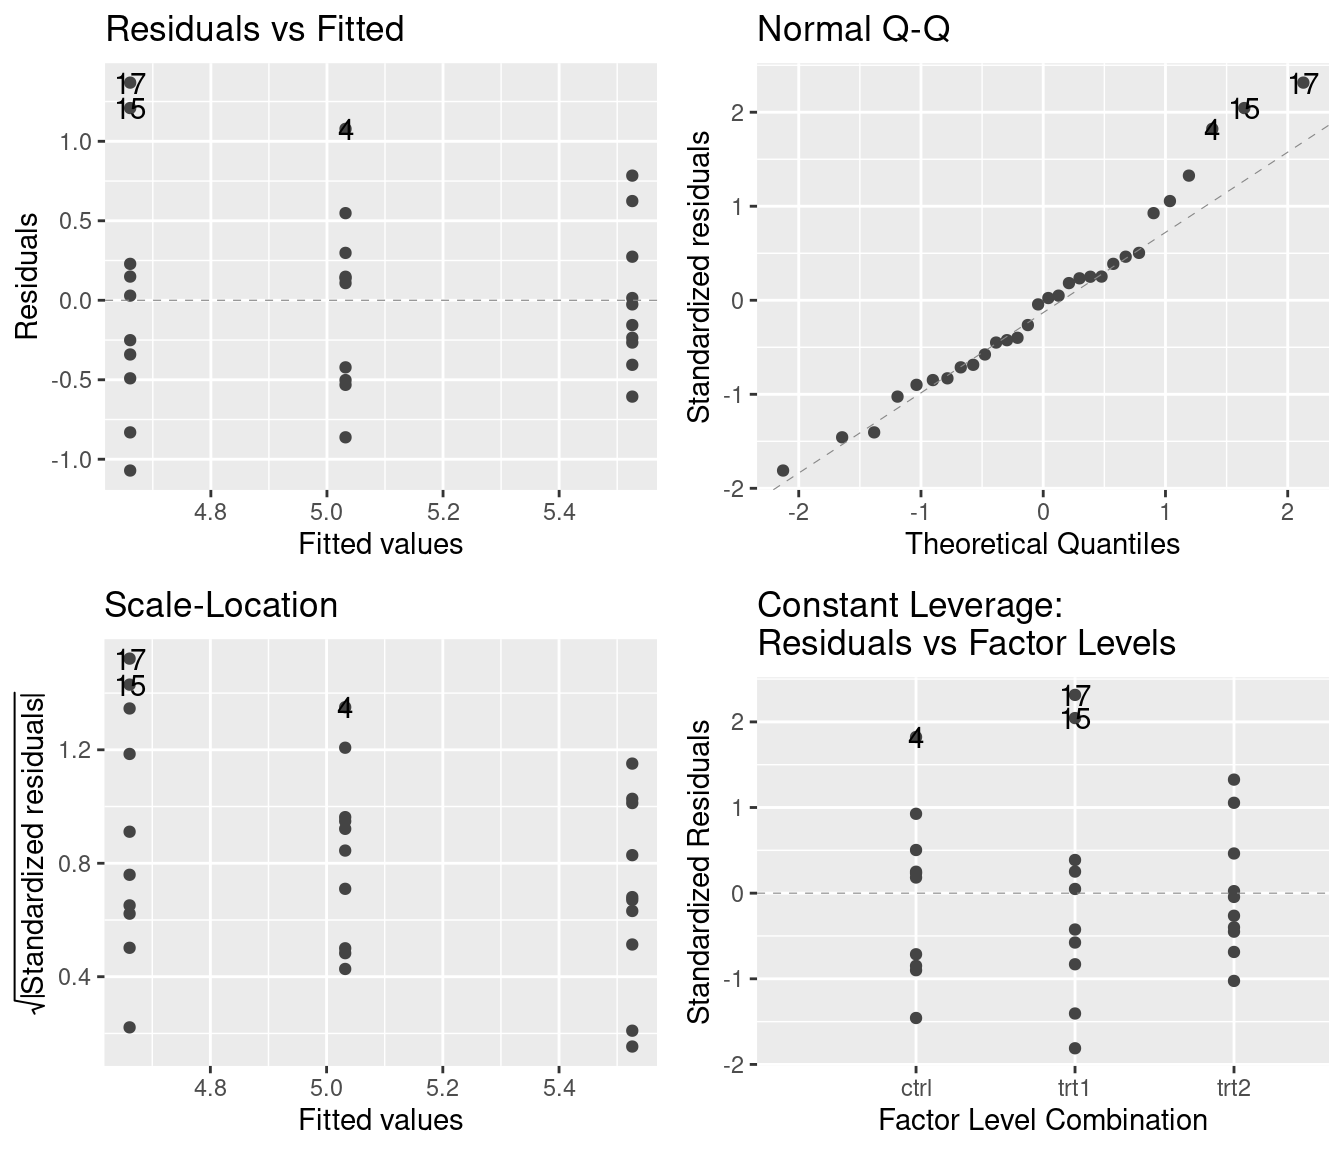 Residuals vs Fitted
17
15
4
1.0
0.5
0.0
-0.5
-1.0
Residuals
4.8 5.0 5.2 5.4
Fitted values
Normal Q-Q
17
15
4
2
1
0
-1
-2
Standardized residuals
-2 -1 0 1 2
Theoretical Quantiles
Scale-Location
17
15
4
1.2
0.8
0.4
√|Standardized residuals|
4.8 5.0 5.2 5.4
Fitted values
Constant Leverage:
Residuals vs Factor Levels
17
15
4
2
1
0
-1
-2
Standardized Residuals
ctrl trt1 trt2
Factor Level Combination